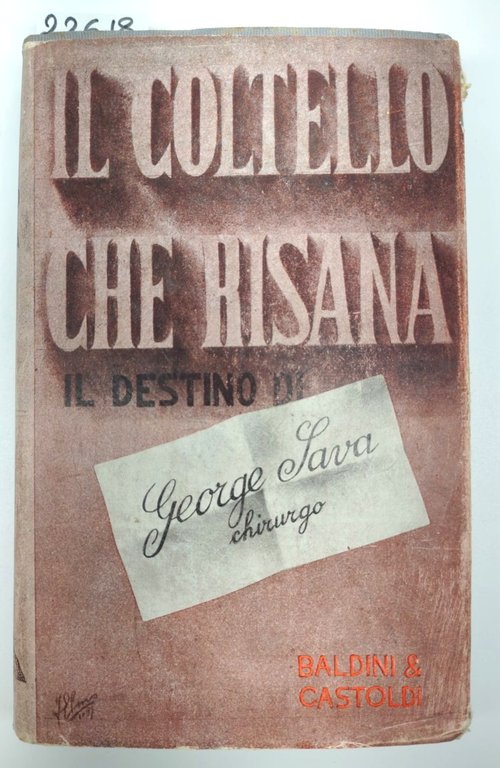 22618
IL COLTELLO
CHE RISANA
IL DESTINO DI
George Sava
chirurgo
BALDINI &
CASTOLDI